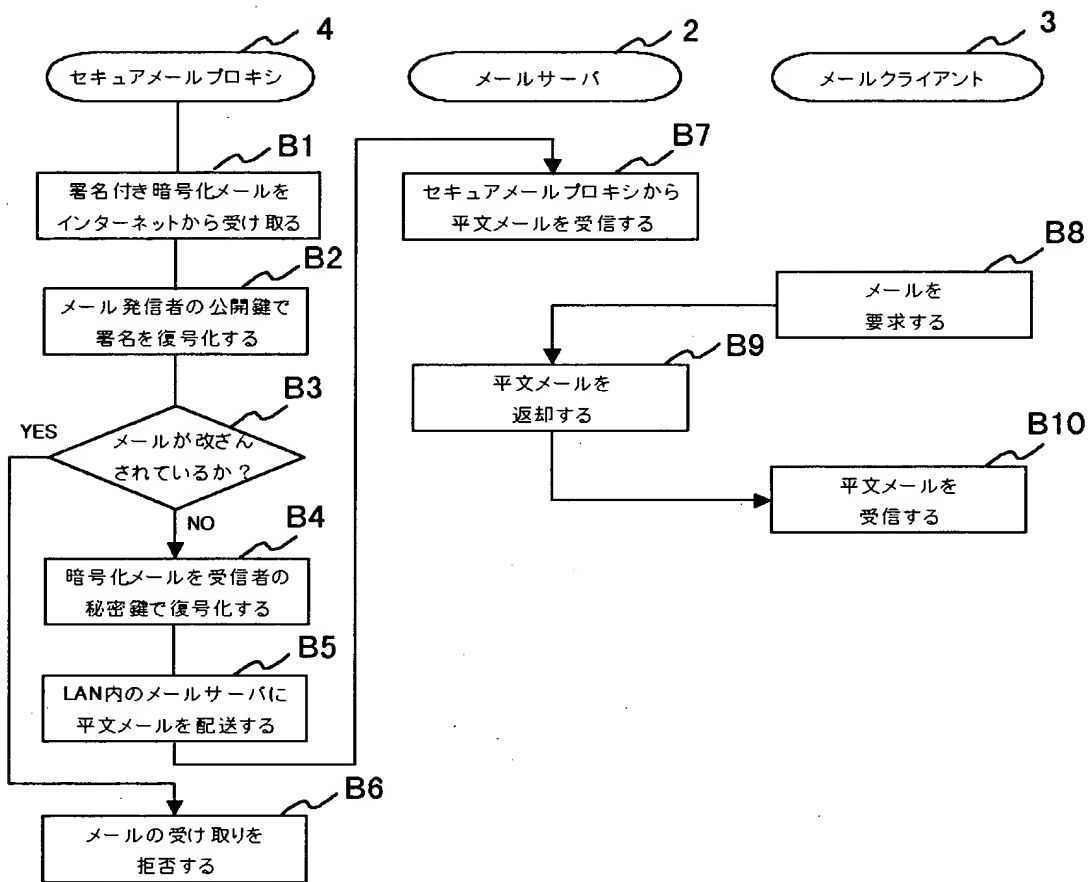 4
セキュアメールプロキシ
2
メールサーバ
3
メールクライアント
B1
署名付き暗号化メールを
インターネットから受け取る
B2
メール発信者の公開鍵で
署名を復号化する
B3
メールが改ざん
されているか?
YES
NO
B4
暗号化メールを受信者の
秘密鍵で復号化する
B5
LAN内のメールサーバに
平文メールを配送する
B6
メールの受け取りを
拒否する
B7
セキュアメールプロキシから
平文メールを受信する
B8
メールを
要求する
B9
平文メールを
返却する
B10
平文メールを
受信する